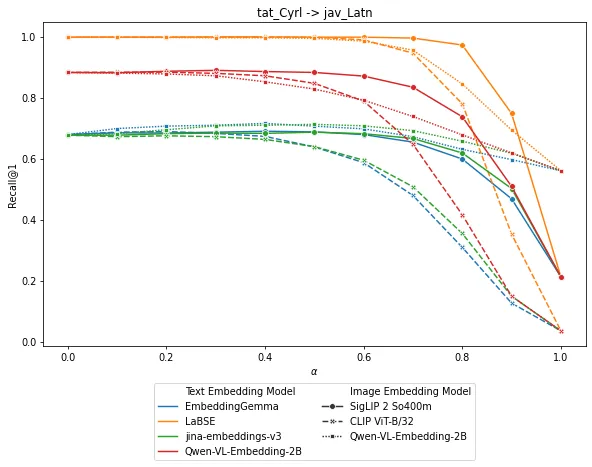 tat_Cyrl -> jav_Latn
1.0
0.8
0.6
0.4
0.2
0.0
Recall@1
0.0 0.2 0.4 0.6 0.8 1.0
α
Text Embedding Model
EmbeddingGemma
LaBSE
jina-embeddings-v3
Qwen-VL-Embedding-2B
Image Embedding Model
SigLIP 2 So400m
CLIP ViT-B/32
Qwen-VL-Embedding-2B